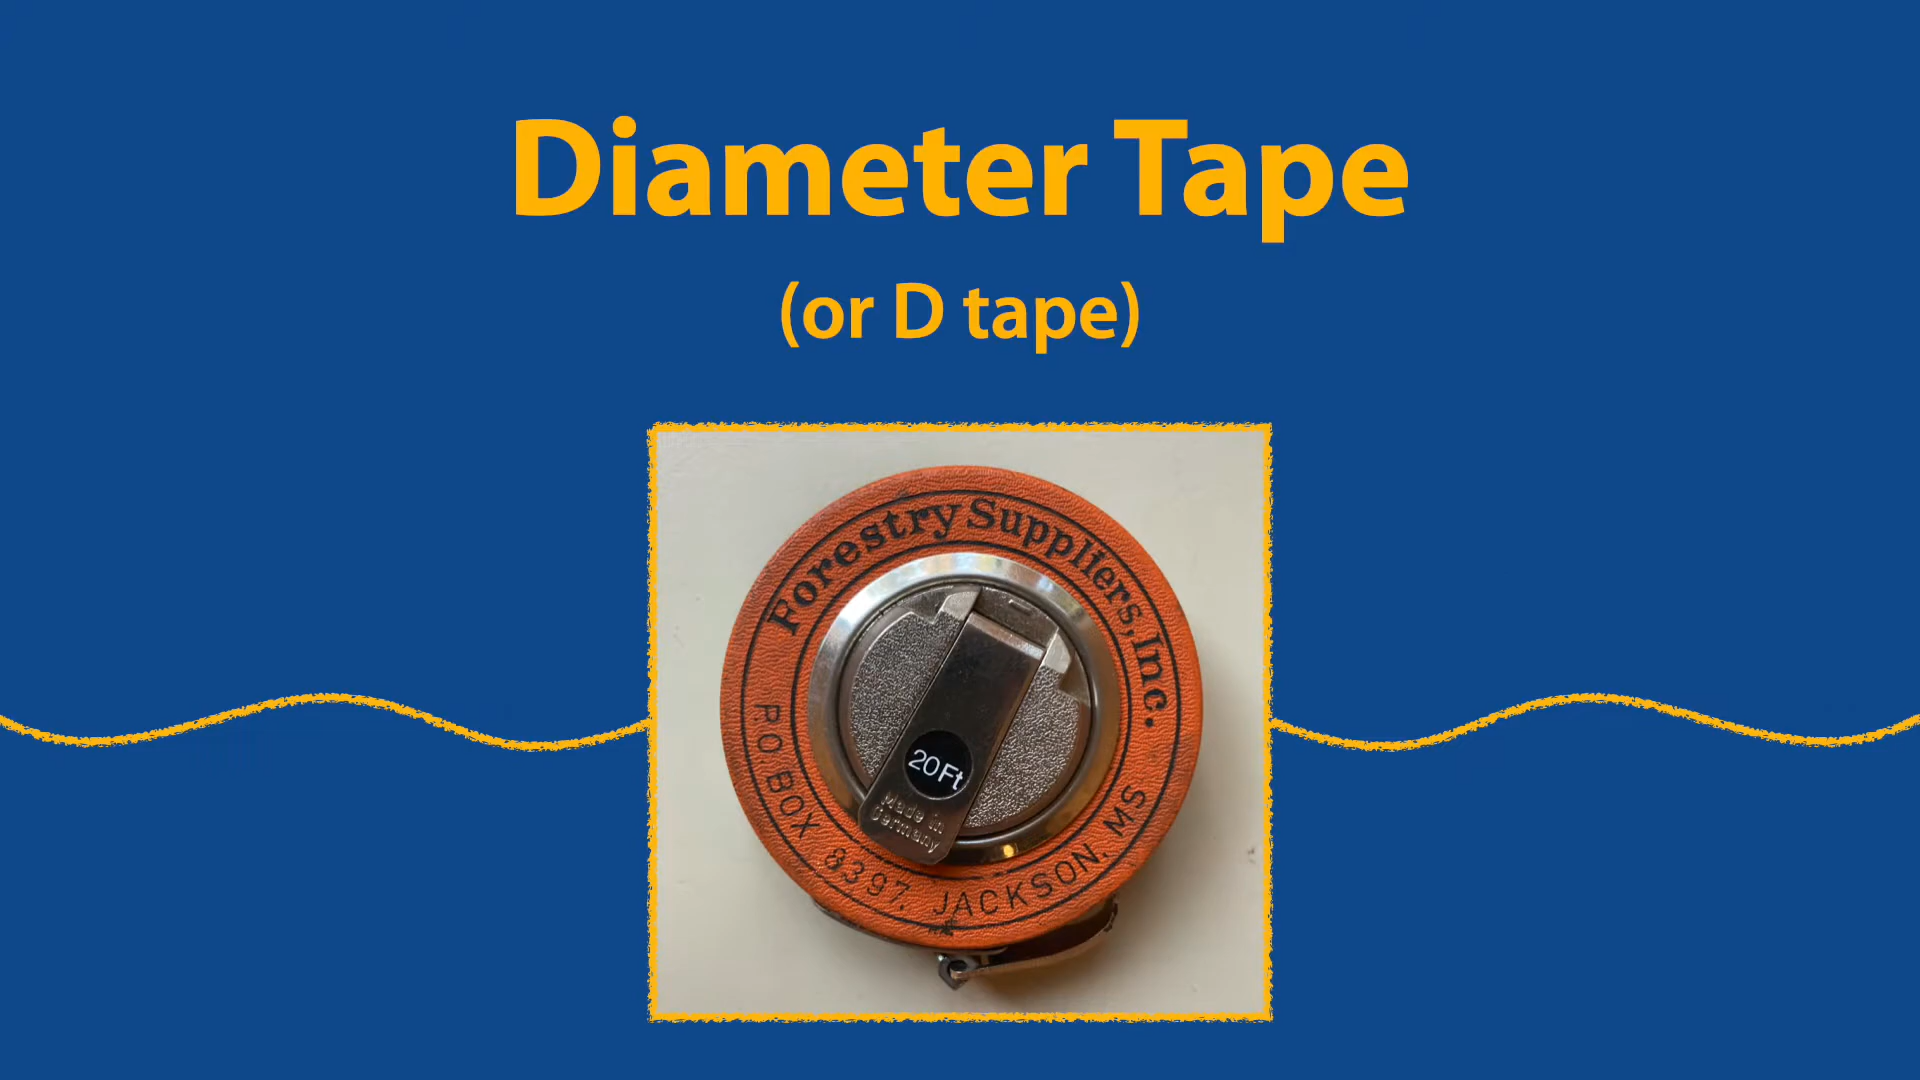 Diameter Tape
(or D tape)
Forestry Suppliers, Inc.
20Ft
Made in
Germany
P.O. BOX 8397, JACKSON, MS